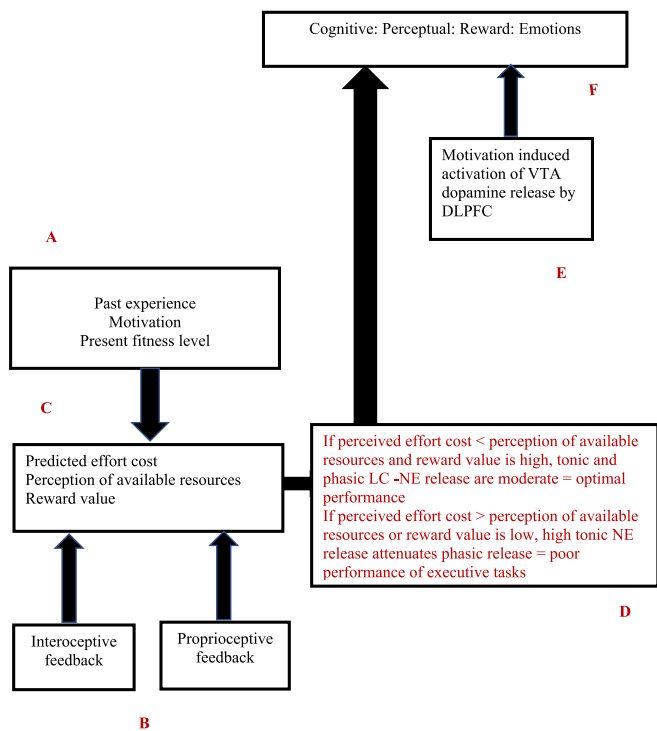 Cognitive: Perceptual: Reward: Emotions
F
Motivation induced
activation of VTA
dopamine release by
DLPFC
E
A
Past experience
Motivation
Present fitness level
C
Predicted effort cost
Perception of available resources
Reward value
If perceived effort cost < perception of available
resources and reward value is high, tonic and
phasic LC -NE release are moderate = optimal
performance
If perceived effort cost > perception of available
resources or reward value is low, high tonic NE
release attenuates phasic release = poor
performance of executive tasks
D
Interoceptive
feedback
Proprioceptive
feedback
B